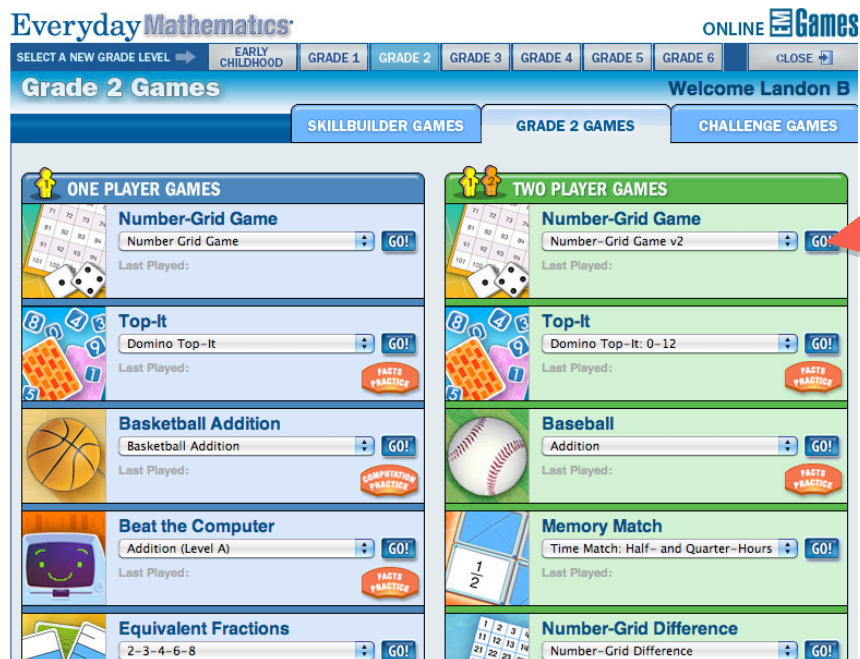 Everyday Mathematics
ONLINE EM Games
SELECT A NEW GRADE LEVEL
EARLY CHILDHOOD
GRADE 1
GRADE 2
GRADE 3
GRADE 4
GRADE 5
GRADE 6
CLOSE
Grade 2 Games
Welcome Landon B
SKILLBUILDER GAMES
GRADE 2 GAMES
CHALLENGE GAMES
1 ONE PLAYER GAMES
Number-Grid Game
Number Grid Game
GO!
Last Played:
Top-It
Domino Top-It
GO!
Last Played:
FACTS PRACTICE
Basketball Addition
Basketball Addition
GO!
Last Played:
COMPUTATION PRACTICE
Beat the Computer
Addition (Level A)
GO!
Last Played:
FACTS PRACTICE
Equivalent Fractions
2-3-4-6-8
GO!
1 2 TWO PLAYER GAMES
Number-Grid Game
Number-Grid Game v2
GO!
Last Played:
Top-It
Domino Top-It: 0-12
GO!
Last Played:
FACTS PRACTICE
Baseball
Addition
GO!
Last Played:
FACTS PRACTICE
Memory Match
Time Match: Half- and Quarter-Hours
GO!
Last Played:
1/2
Number-Grid Difference
Number-Grid Difference
GO!